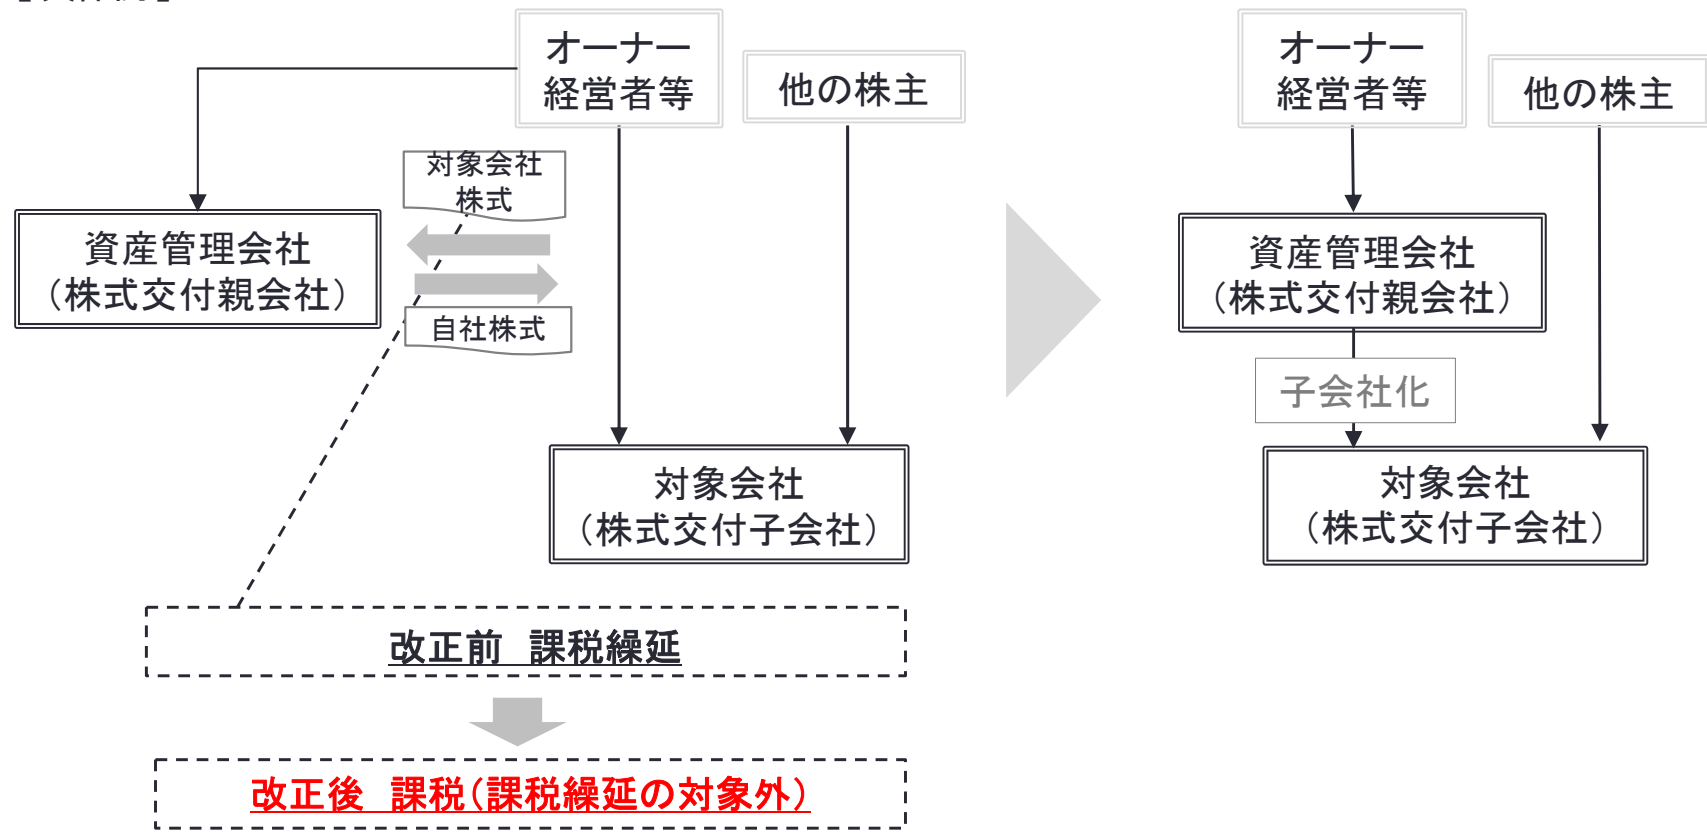 オーナー
経営者等
他の株主
対象会社
株式
資産管理会社
（株式交付親会社）
自社株式
対象会社
（株式交付子会社）
改正前　課税繰延
改正後　課税（課税繰延の対象外）
オーナー
経営者等
他の株主
資産管理会社
（株式交付親会社）
子会社化
対象会社
（株式交付子会社）